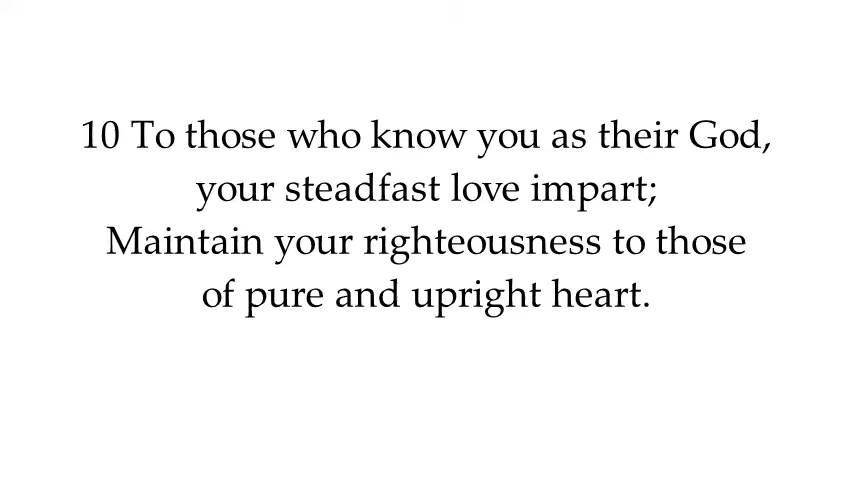 10 To those who know you as their God,
your steadfast love impart;
Maintain your righteousness to those
of pure and upright heart.